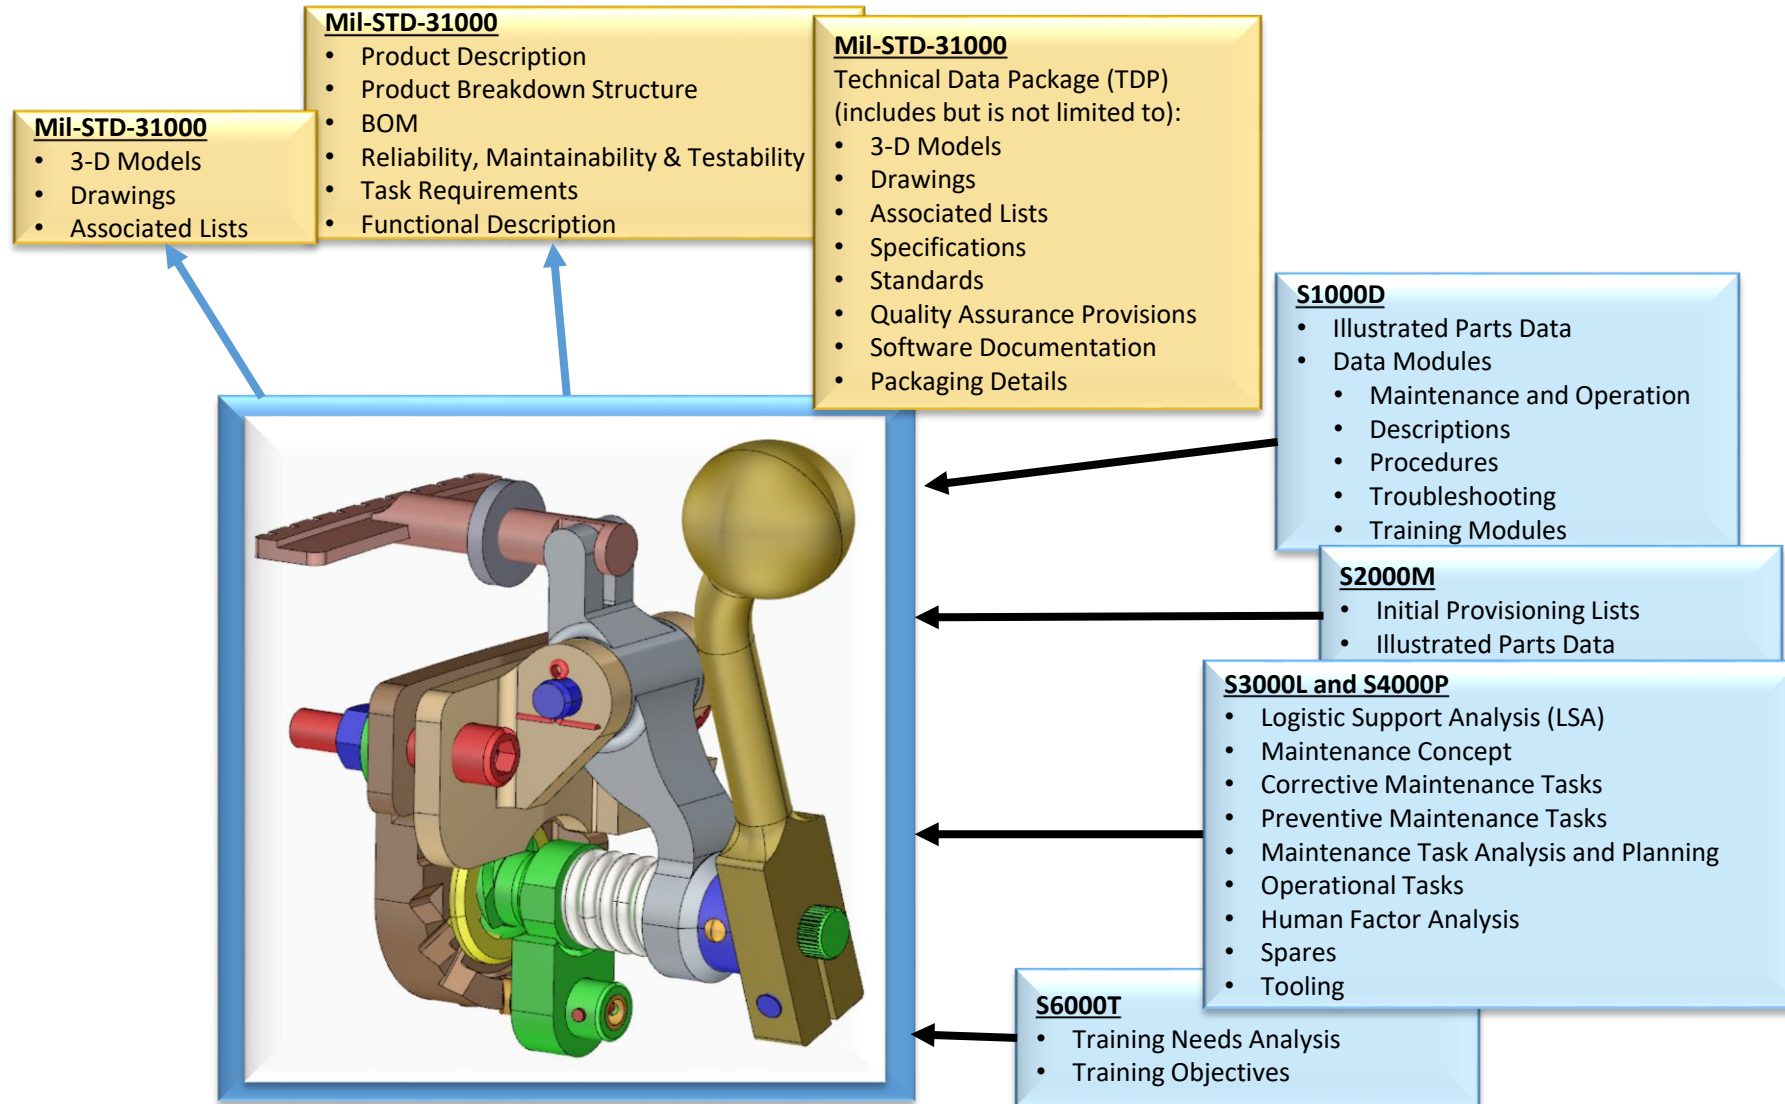 Mil-STD-31000
• 3-D Models
• Drawings
• Associated Lists
Mil-STD-31000
• Product Description
• Product Breakdown Structure
• BOM
• Reliability, Maintainability & Testability
• Task Requirements
• Functional Description
Mil-STD-31000
Technical Data Package (TDP)
(includes but is not limited to):
• 3-D Models
• Drawings
• Associated Lists
• Specifications
• Standards
• Quality Assurance Provisions
• Software Documentation
• Packaging Details
S1000D
• Illustrated Parts Data
• Data Modules
• Maintenance and Operation
• Descriptions
• Procedures
• Troubleshooting
• Training Modules
S2000M
• Initial Provisioning Lists
• Illustrated Parts Data
S3000L and S4000P
• Logistic Support Analysis (LSA)
• Maintenance Concept
• Corrective Maintenance Tasks
• Preventive Maintenance Tasks
• Maintenance Task Analysis and Planning
• Operational Tasks
• Human Factor Analysis
• Spares
• Tooling
S6000T
• Training Needs Analysis
• Training Objectives